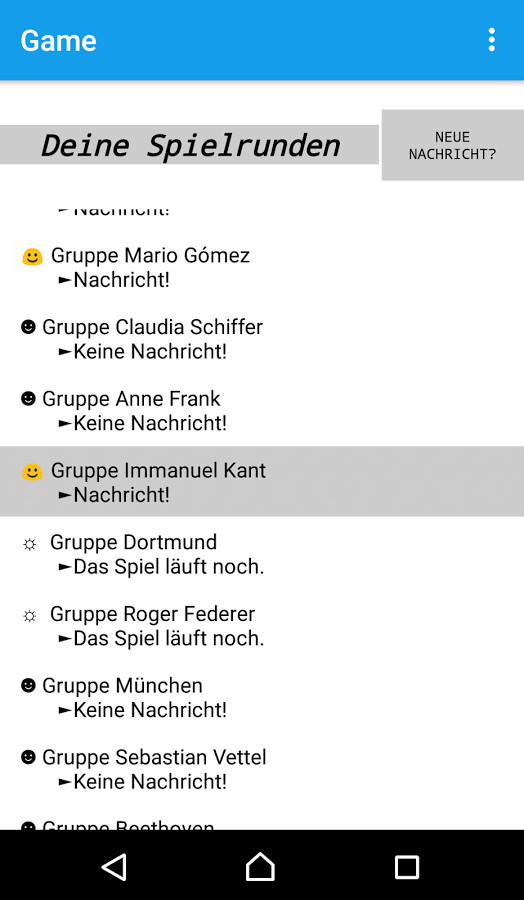 Game
Deine Spielrunden
NEUE
NACHRICHT?
►Nachricht!
Gruppe Mario Gómez
►Nachricht!
☻ Gruppe Claudia Schiffer
►Keine Nachricht!
☻ Gruppe Anne Frank
►Keine Nachricht!
Gruppe Immanuel Kant
►Nachricht!
☼ Gruppe Dortmund
►Das Spiel läuft noch.
☼ Gruppe Roger Federer
►Das Spiel läuft noch.
☻ Gruppe München
►Keine Nachricht!
☻ Gruppe Sebastian Vettel
►Keine Nachricht!
☻ Gruppe Beethoven